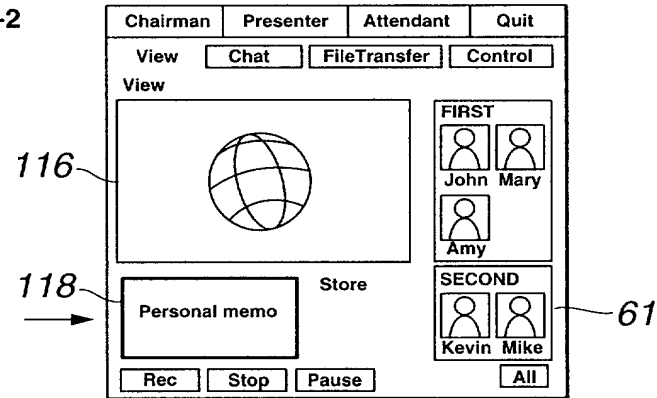 -2
Chairman Presenter Attendant Quit
View Chat FileTransfer Control
View
FIRST
116
John Mary
Amy
118
Store
SECOND
Personal memo
61
Kevin Mike
Rec Stop Pause All